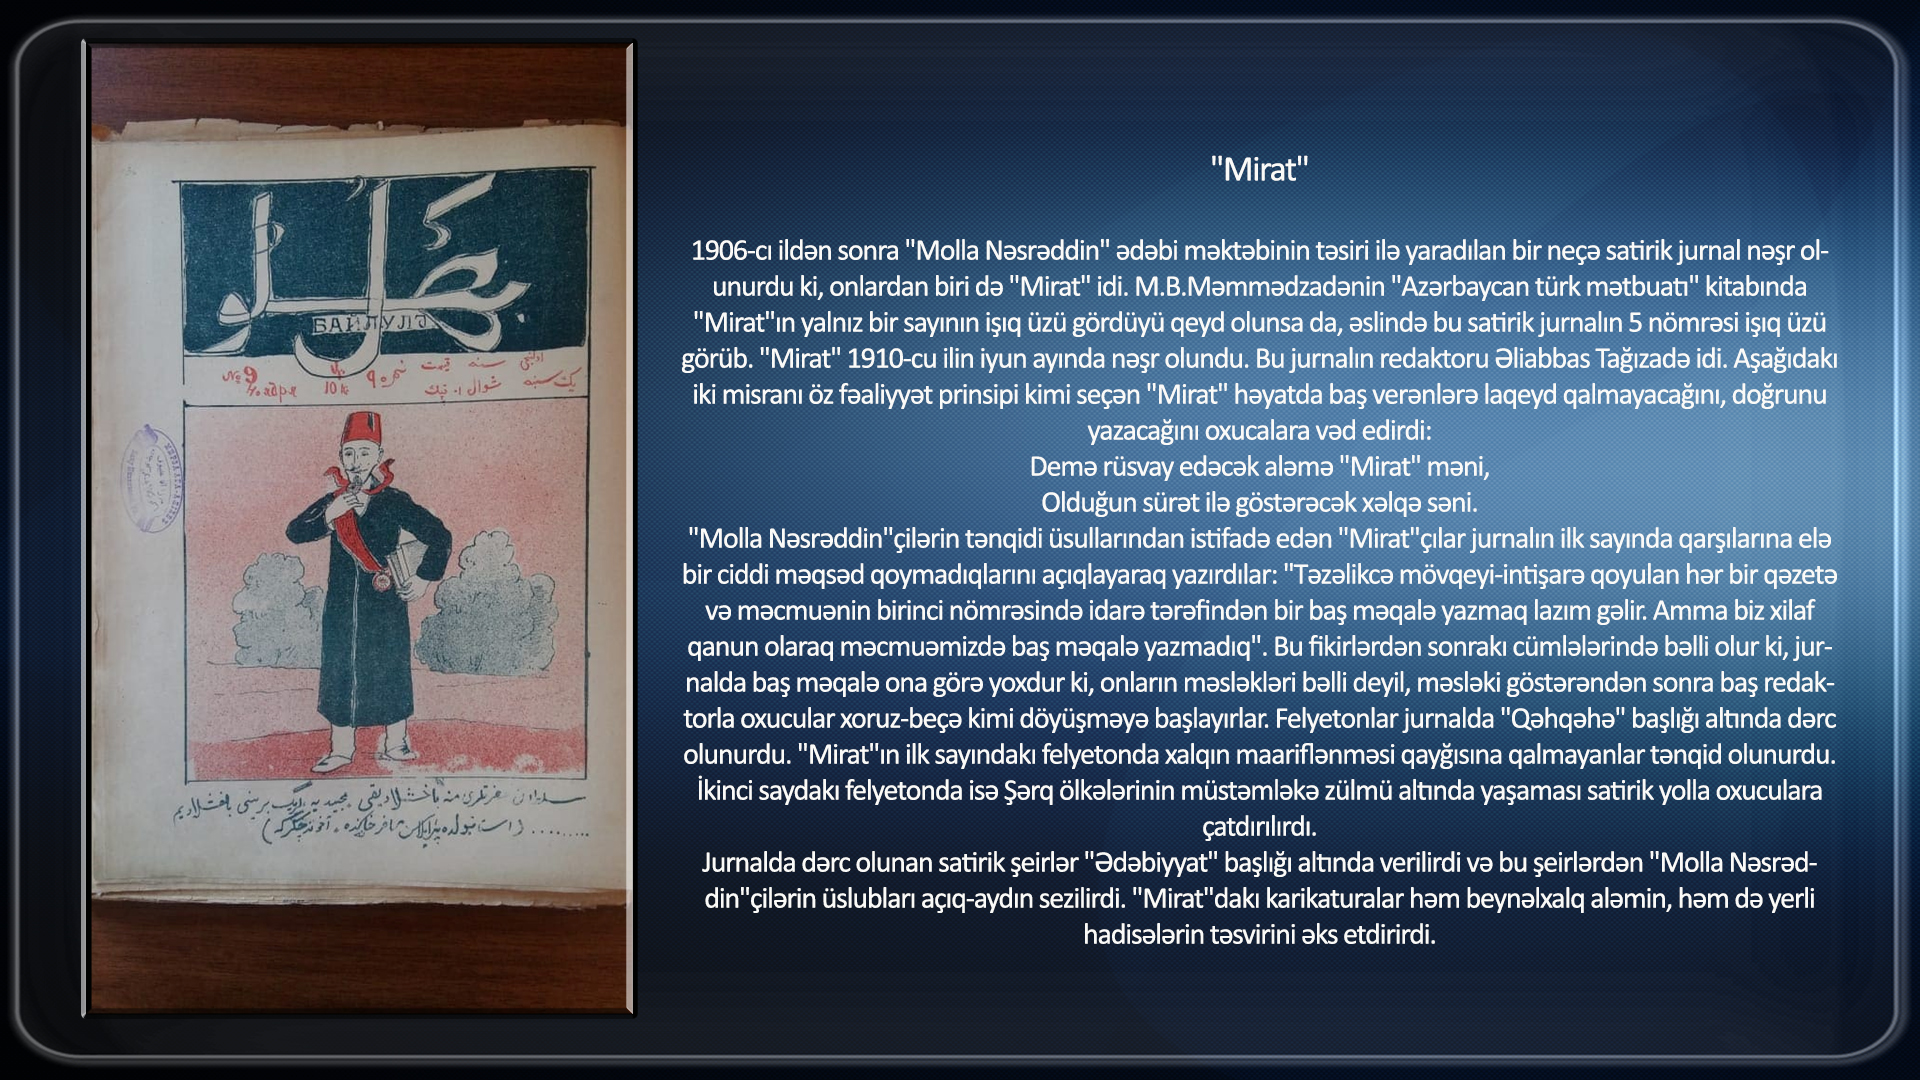 بهلول
БАЙЛУЛЪ
№ 9
"Mirat"
1906-cı ildən sonra "Molla Nəsrəddin" ədəbi məktəbinin təsiri ilə yaradılan bir neçə satirik jurnal nəşr ol-
unurdu ki, onlardan biri də "Mirat" idi. M.B.Məmmədzadənin "Azərbaycan türk mətbuatı" kitabında
"Mirat"ın yalnız bir sayının işıq üzü gördüyü qeyd olunsa da, əslində bu satirik jurnalın 5 nömrəsi işıq üzü
görüb. "Mirat" 1910-cu ilin iyun ayında nəşr olundu. Bu jurnalın redaktoru Əliabbas Tağızadə idi. Aşağıdakı
iki misranı öz fəaliyyət prinsipi kimi seçən "Mirat" həyatda baş verənlərə laqeyd qalmayacağını, doğrunu
yazacağını oxucalara vəd edirdi:
Demə rüsvay edəcək aləmə "Mirat" məni,
Olduğun sürət ilə göstərəcək xəlqə səni.
"Molla Nəsrəddin"çilərin tənqidi üsullarından istifadə edən "Mirat"çılar jurnalın ilk sayında qarşılarına elə
bir ciddi məqsəd qoymadıqlarını açıqlayaraq yazırdılar: "Təzəlikcə mövqeyi-intişarə qoyulan hər bir qəzetə
və məcmuənin birinci nömrəsində idarə tərəfindən bir baş məqalə yazmaq lazım gəlir. Amma biz xilaf
qanun olaraq məcmuəmizdə baş məqalə yazmadıq". Bu fikirlərdən sonrakı cümlələrində bəlli olur ki, jur-
nalda baş məqalə ona görə yoxdur ki, onların məsləkləri bəlli deyil, məsləki göstərəndən sonra baş redak-
torla oxucular xoruz-beçə kimi döyüşməyə başlayırlar. Felyetonlar jurnalda "Qəhqəhə" başlığı altında dərc
olunurdu. "Mirat"ın ilk sayındakı felyetonda xalqın maariflənməsi qayğısına qalmayanlar tənqid olunurdu.
İkinci saydakı felyetonda isə Şərq ölkələrinin müstəmləkə zülmü altında yaşaması satirik yolla oxuculara
çatdırılırdı.
Jurnalda dərc olunan satirik şeirlər "Ədəbiyyat" başlığı altında verilirdi və bu şeirlərdən "Molla Nəsrəd-
din"çilərin üslubları açıq-aydın sezilirdi. "Mirat"dakı karikaturalar həm beynəlxalq aləmin, həm də yerli
hadisələrin təsvirini əks etdirirdi.